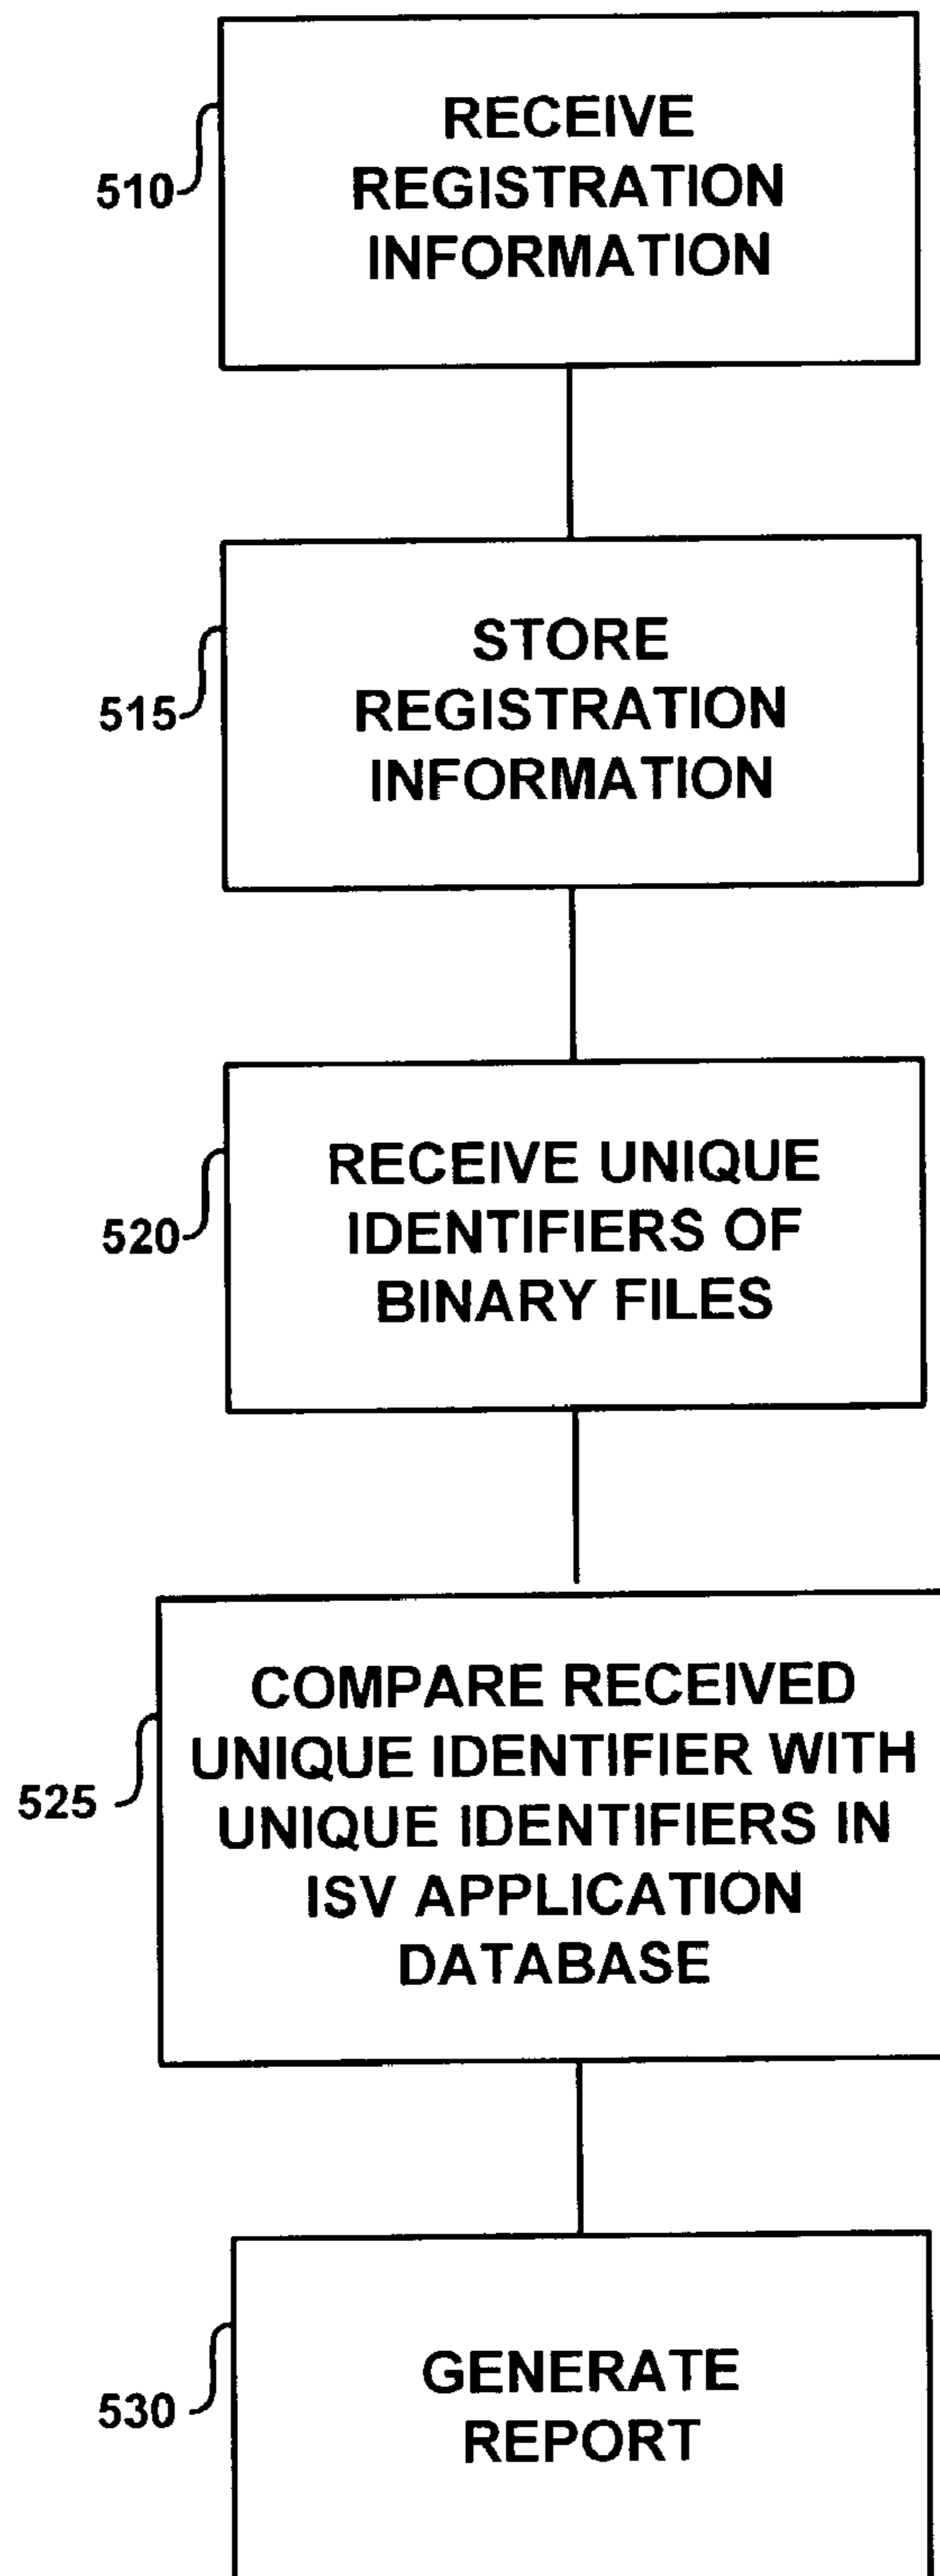 RECEIVE
REGISTRATION
INFORMATION
510
STORE
REGISTRATION
INFORMATION
515
RECEIVE UNIQUE
IDENTIFIERS OF
BINARY FILES
520
COMPARE RECEIVED
UNIQUE IDENTIFIER WITH
UNIQUE IDENTIFIERS IN
ISV APPLICATION
DATABASE
525
GENERATE
REPORT
530